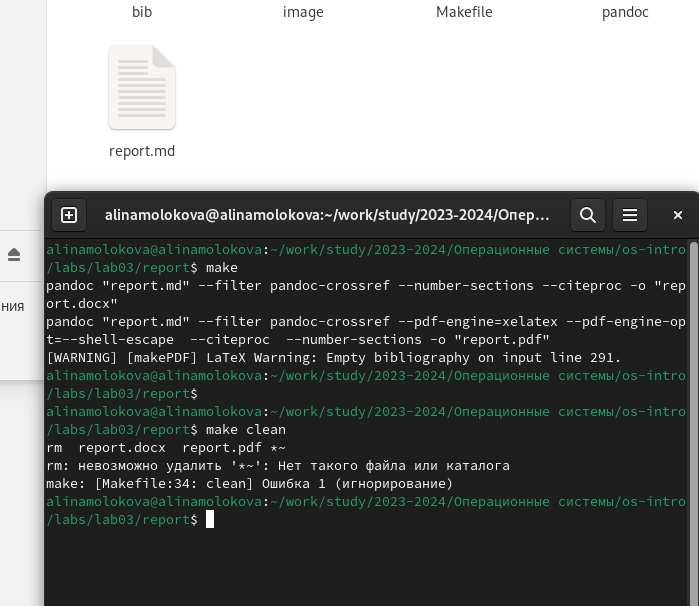 bib image Makefile pandoc
report.md
alinamolokova@alinamolokova:~/work/study/2023-2024/Опер...
ния
alinamolokova@alinamolokova:~/work/study/2023-2024/Операционные системы/os-intro
/labs/lab03/report$ make
pandoc "report.md" --filter pandoc-crossref --number-sections --citeproc -o "rep
ort.docx"
pandoc "report.md" --filter pandoc-crossref --pdf-engine=xelatex --pdf-engine-op
t=--shell-escape  --citeproc  --number-sections -o "report.pdf"
[WARNING] [makePDF] LaTeX Warning: Empty bibliography on input line 291.
alinamolokova@alinamolokova:~/work/study/2023-2024/Операционные системы/os-intro
/labs/lab03/report$
alinamolokova@alinamolokova:~/work/study/2023-2024/Операционные системы/os-intro
/labs/lab03/report$ make clean
rm  report.docx  report.pdf *~
rm: невозможно удалить '*~': Нет такого файла или каталога
make: [Makefile:34: clean] Ошибка 1 (игнорирование)
alinamolokova@alinamolokova:~/work/study/2023-2024/Операционные системы/os-intro
/labs/lab03/report$